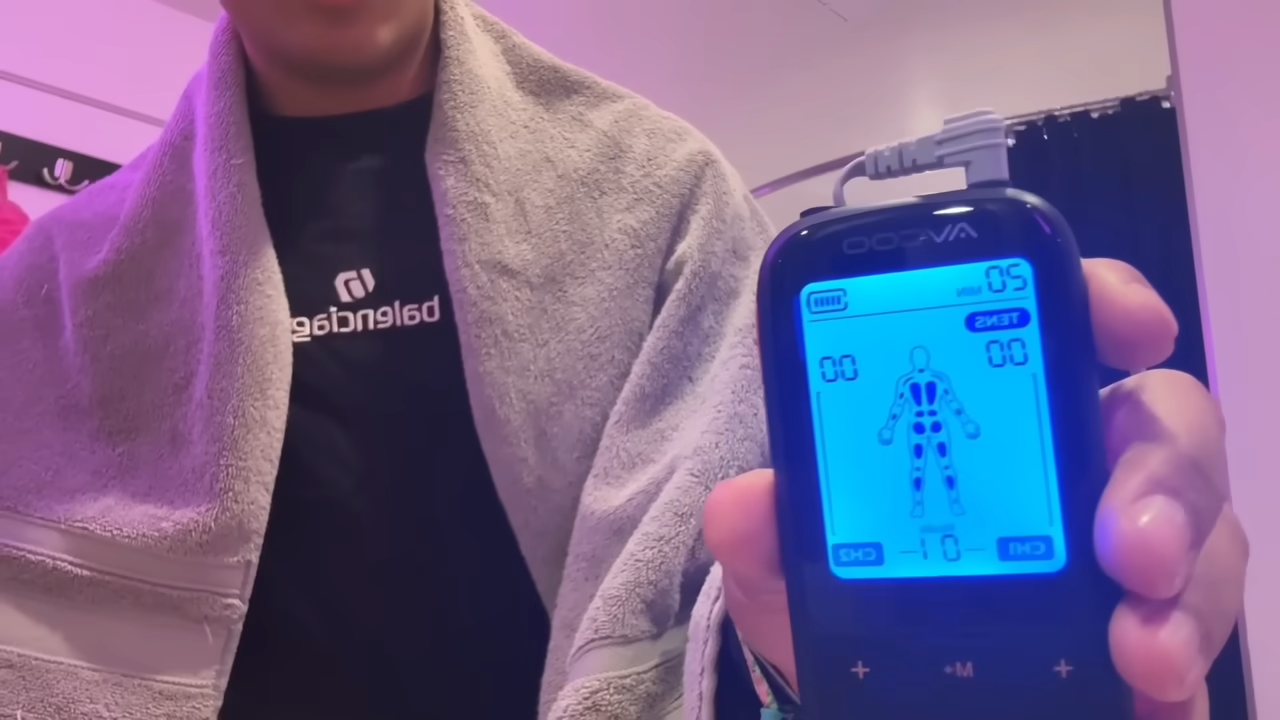 balenciag
AVCOO
20 MIN
TENS
00 00
CH1 01 CH2
+ M+ +